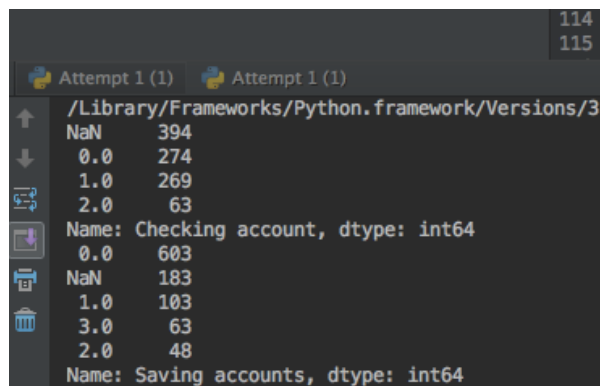 114
115
Attempt 1 (1) Attempt 1 (1)
/Library/Frameworks/Python.framework/Versions/3
NaN 394
0.0 274
1.0 269
2.0 63
Name: Checking account, dtype: int64
0.0 603
NaN 183
1.0 103
3.0 63
2.0 48
Name: Saving accounts, dtype: int64